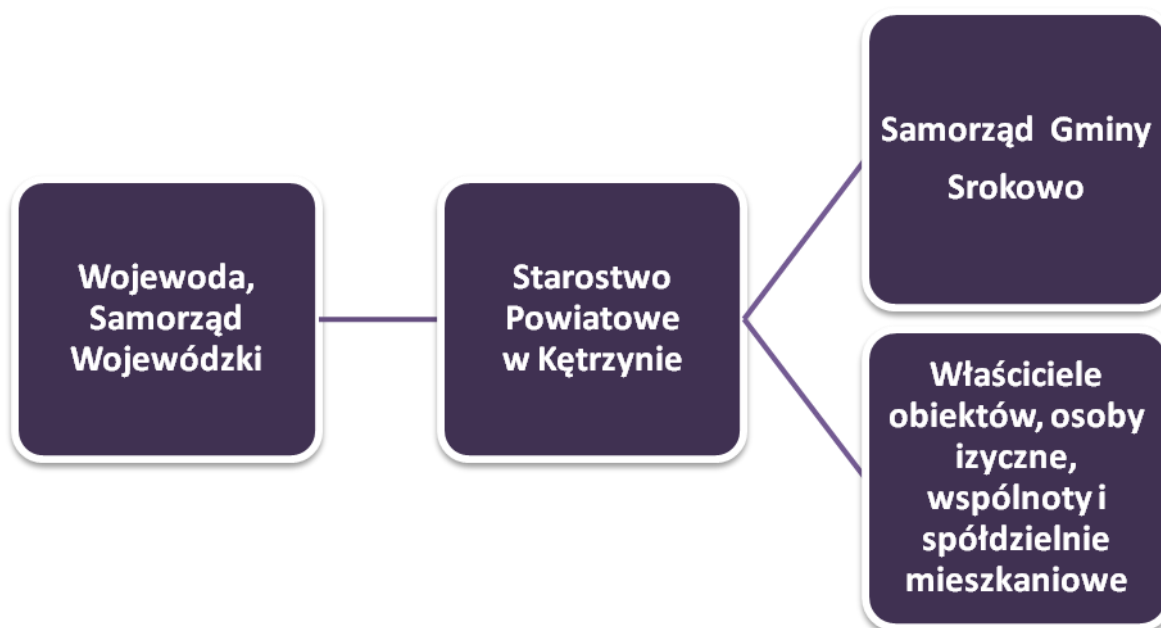 Wojewoda,
Samorząd
Wojewódzki
Starostwo
Powiatowe
w Kętrzynie
Samorząd Gminy
Srokowo
Właściciele
obiektów, osoby
izyczne,
wspólnoty i
spółdzielnie
mieszkaniowe